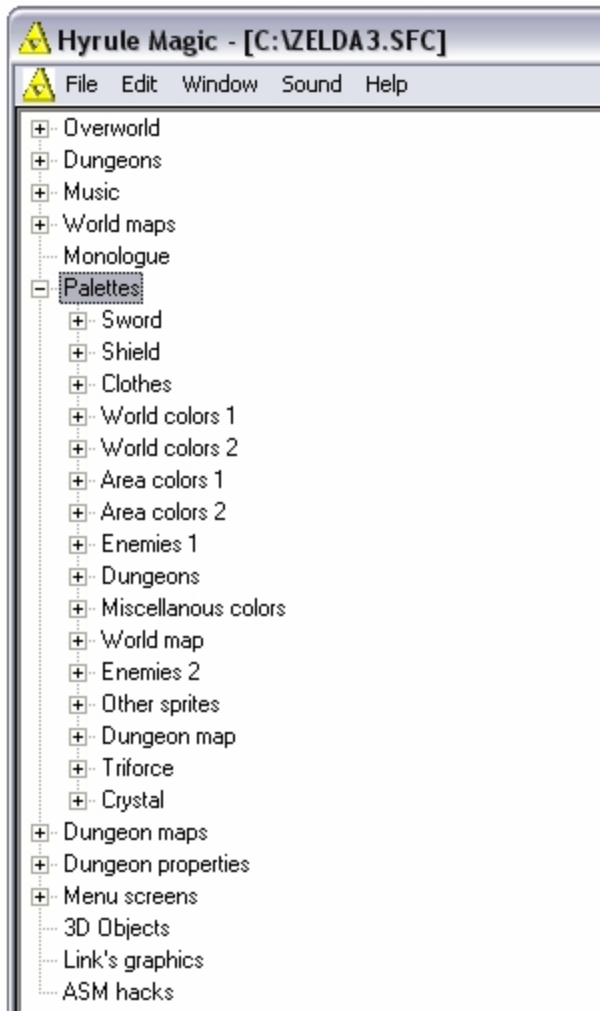 Hyrule Magic - [C:\ZELDA3.SFC]
File Edit Window Sound Help
Overworld
Dungeons
Music
World maps
Monologue
Palettes
Sword
Shield
Clothes
World colors 1
World colors 2
Area colors 1
Area colors 2
Enemies 1
Dungeons
Miscellanous colors
World map
Enemies 2
Other sprites
Dungeon map
Triforce
Crystal
Dungeon maps
Dungeon properties
Menu screens
3D Objects
Link's graphics
ASM hacks